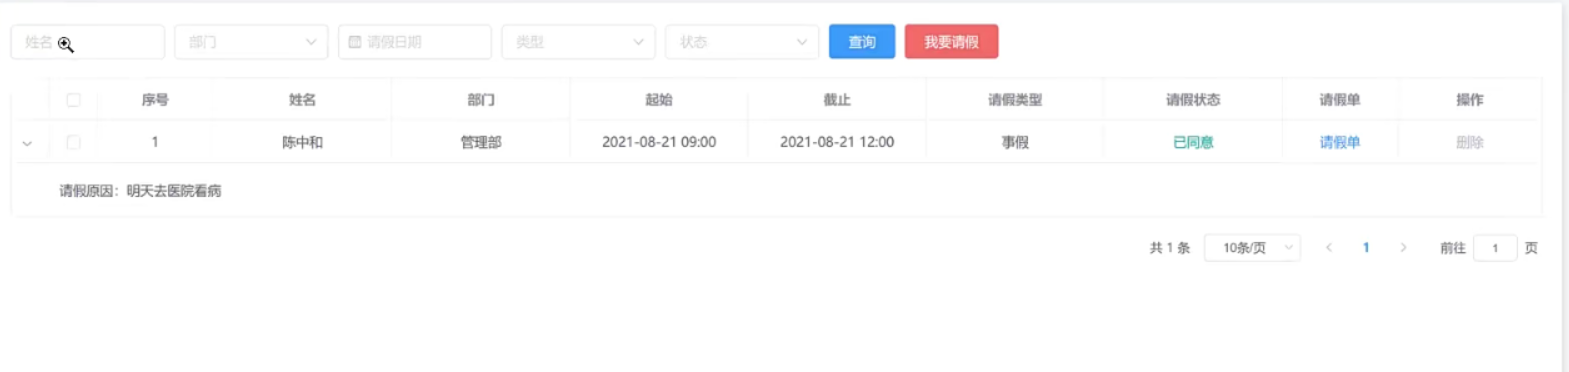 姓名 部门 请假日期 类型 状态 查询 我要请假
序号 姓名 部门 起始 截止 请假类型 请假状态 请假单 操作
1 陈中和 管理部 2021-08-21 09:00 2021-08-21 12:00 事假 已同意 请假单 删除
请假原因：明天去医院看病
共 1 条 10条/页 < 1 > 前往 1 页